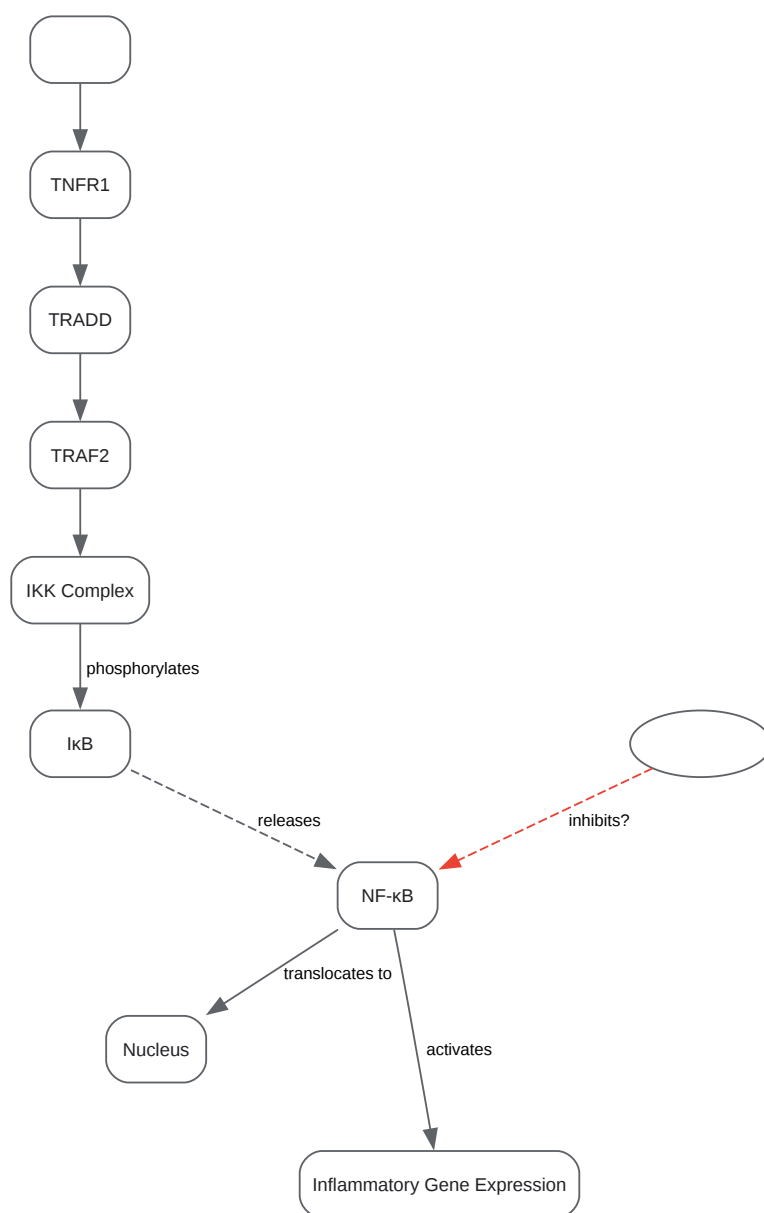 TNFR1
TRADD
TRAF2
IKK Complex
phosphorylates
IκB
releases
inhibits?
NF-κB
translocates to
Nucleus
activates
Inflammatory Gene Expression